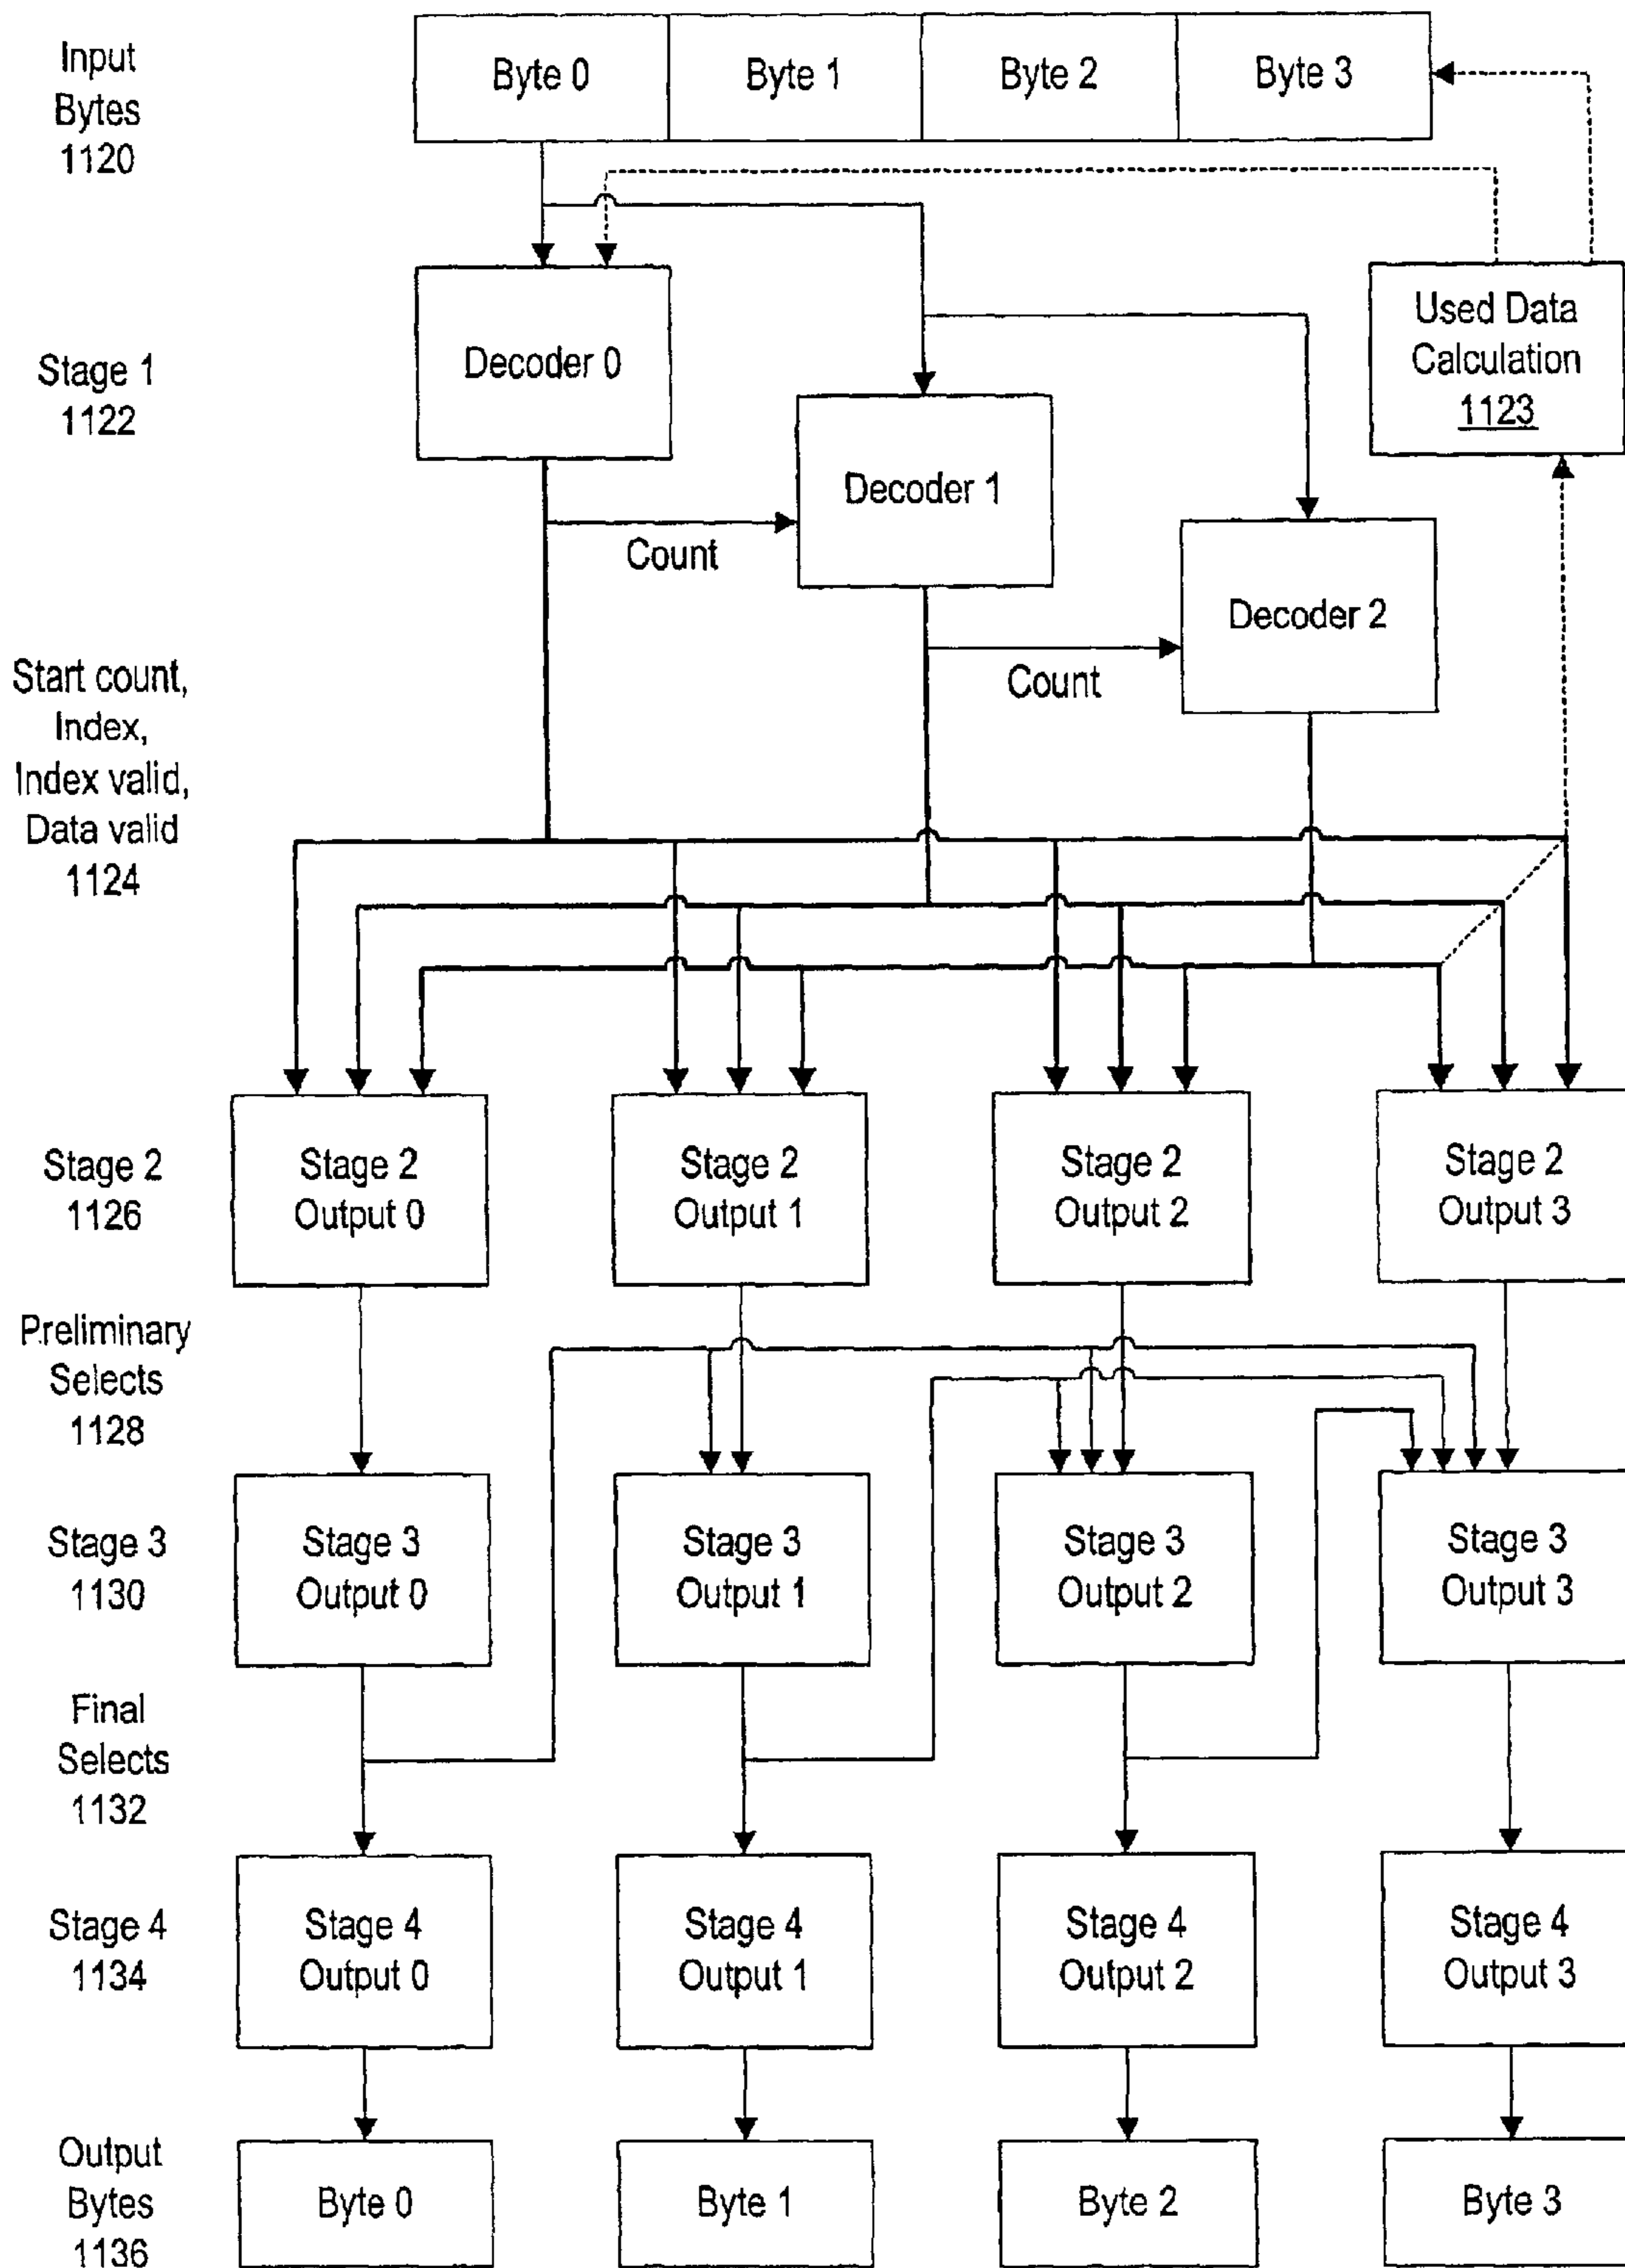 Input
Bytes
1120
Byte 0
Byte 1
Byte 2
Byte 3
Stage 1
1122
Decoder 0
Used Data
Calculation
1123
Decoder 1
Count
Decoder 2
Count
Start count,
Index,
Index valid,
Data valid
1124
Stage 2
1126
Stage 2
Output 0
Stage 2
Output 1
Stage 2
Output 2
Stage 2
Output 3
Preliminary
Selects
1128
Stage 3
1130
Stage 3
Output 0
Stage 3
Output 1
Stage 3
Output 2
Stage 3
Output 3
Final
Selects
1132
Stage 4
1134
Stage 4
Output 0
Stage 4
Output 1
Stage 4
Output 2
Stage 4
Output 3
Output
Bytes
1136
Byte 0
Byte 1
Byte 2
Byte 3